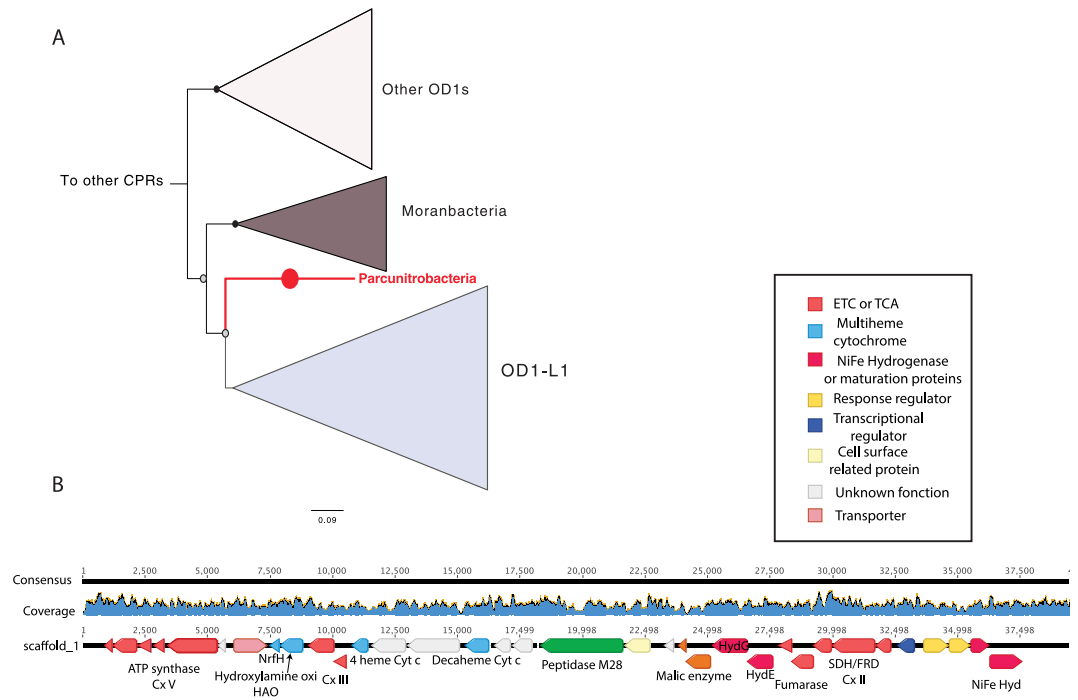 A
Other OD1s
To other CPRs
Moranbacteria
Parcunitrobacteria
OD1-L1
0.09
ETC or TCA
Multiheme
cytochrome
NiFe Hydrogenase
or maturation proteins
Response regulator
Transcriptional
regulator
Cell surface
related protein
Unknown fonction
Transporter
B
1 2,500 5,000 7,500 10,000 12,500 15,000 17,500 20,000 22,500 25,000 27,500 30,000 32,500 35,000 37,500
Consensus
Coverage
1 2,500 5,000 7,500 10,000 12,500 15,000 17,500 19,998 22,498 24,998 27,498 29,998 32,498 34,998 37,498
scaffold_1
HydG
ATP synthase
Cx V
NrfH
Hydroxylamine oxi
HAO
Cx III
4 heme Cyt c
Decaheme Cyt c
Peptidase M28
Malic enzyme
HydE
Fumarase
SDH/FRD
Cx II
NiFe Hyd